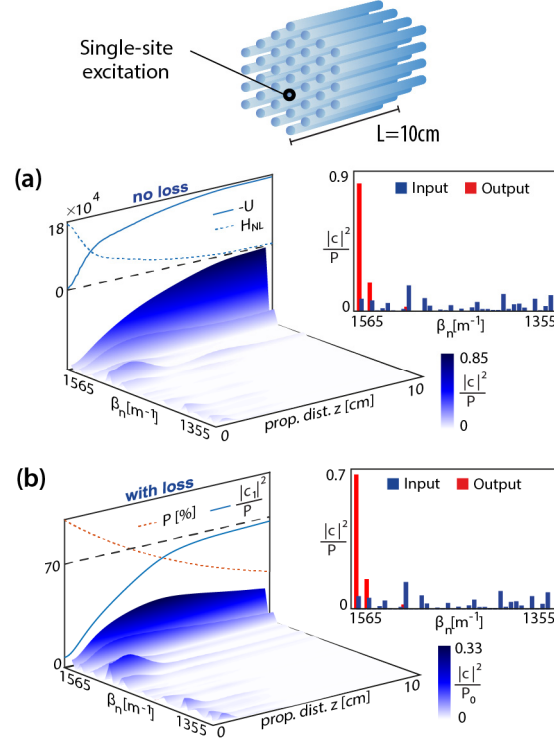 Single-site
excitation
L=10cm
(a)
no loss
×10⁴
18
0
-U
H_NL
1565
β_n[m⁻¹]
1355
0
prop. dist. z [cm]
10
0.9
Input
Output
|c|²
P
0
1565
β_n[m⁻¹]
1355
0.85
|c|²
P
0
(b)
with loss
P [%]
|c₁|²
P
70
0
1565
β_n[m⁻¹]
1355
0
prop. dist. z [cm]
10
0.7
Input
Output
|c|²
P
0
1565
β_n[m⁻¹]
1355
0.33
|c|²
P₀
0